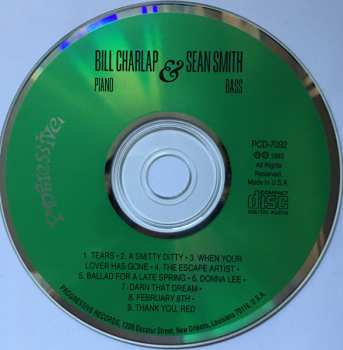 BILL CHARLAP & SEAN SMITH
PIANO BASS
Progressive
PCD-7092
All Rights
Reserved
Made in U.S.A.
COMPACT
disc
DIGITAL AUDIO
1. TEARS • 2. A SMITTY DITTY • 3. WHEN YOUR
LOVER HAS GONE • 4. THE ESCAPE ARTIST •
5. BALLAD FOR A LATE SPRING • 6. DONNA LEE •
7. DARN THAT DREAM •
8. FEBRUARY 8TH •
9. THANK YOU, RED
PROGRESSIVE RECORDS, 1206 Decatur Street, New Orleans, Louisiana 70116, U.S.A.